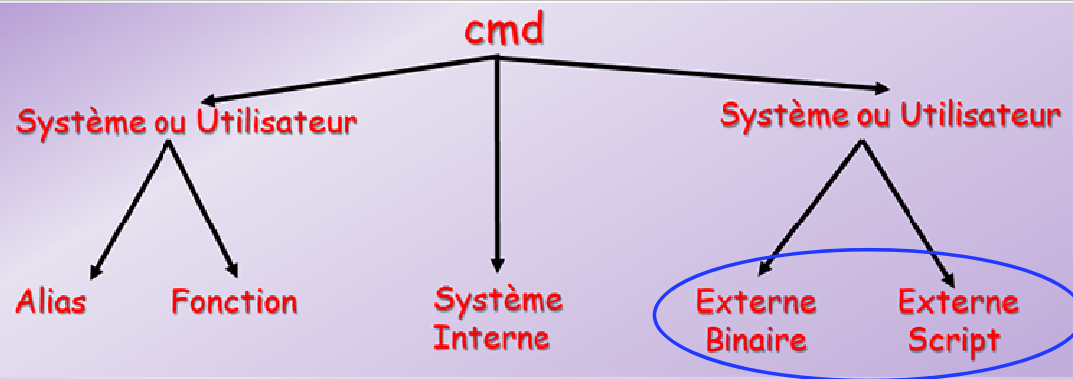 cmd
Système ou Utilisateur
Système ou Utilisateur
Alias
Fonction
Système
Interne
Externe
Binaire
Externe
Script